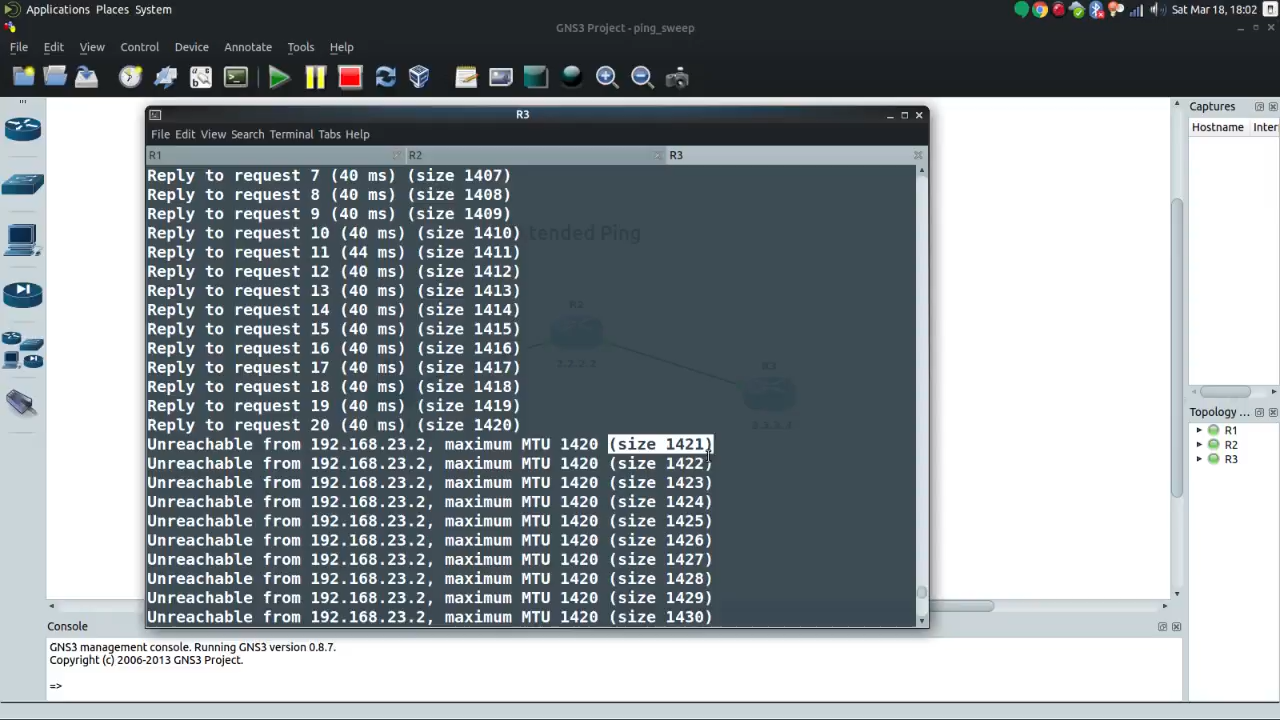 Applications Places System
Sat Mar 18, 18:02
GNS3 Project - ping_sweep
File Edit View Control Device Annotate Tools Help
R3
File Edit View Search Terminal Tabs Help
R1 R2 R3
Reply to request 7 (40 ms) (size 1407)
Reply to request 8 (40 ms) (size 1408)
Reply to request 9 (40 ms) (size 1409)
Reply to request 10 (40 ms) (size 1410)
Reply to request 11 (44 ms) (size 1411)
Reply to request 12 (40 ms) (size 1412)
Reply to request 13 (40 ms) (size 1413)
Reply to request 14 (40 ms) (size 1414)
Reply to request 15 (40 ms) (size 1415)
Reply to request 16 (40 ms) (size 1416)
Reply to request 17 (40 ms) (size 1417)
Reply to request 18 (40 ms) (size 1418)
Reply to request 19 (40 ms) (size 1419)
Reply to request 20 (40 ms) (size 1420)
Unreachable from 192.168.23.2, maximum MTU 1420 (size 1421)
Unreachable from 192.168.23.2, maximum MTU 1420 (size 1422)
Unreachable from 192.168.23.2, maximum MTU 1420 (size 1423)
Unreachable from 192.168.23.2, maximum MTU 1420 (size 1424)
Unreachable from 192.168.23.2, maximum MTU 1420 (size 1425)
Unreachable from 192.168.23.2, maximum MTU 1420 (size 1426)
Unreachable from 192.168.23.2, maximum MTU 1420 (size 1427)
Unreachable from 192.168.23.2, maximum MTU 1420 (size 1428)
Unreachable from 192.168.23.2, maximum MTU 1420 (size 1429)
Unreachable from 192.168.23.2, maximum MTU 1420 (size 1430)
tended Ping
R2
2.2.2.2
R3
Captures
Hostname Inter
Topology ...
R1
R2
R3
Console
GNS3 management console. Running GNS3 version 0.8.7.
Copyright (c) 2006-2013 GNS3 Project.
=>